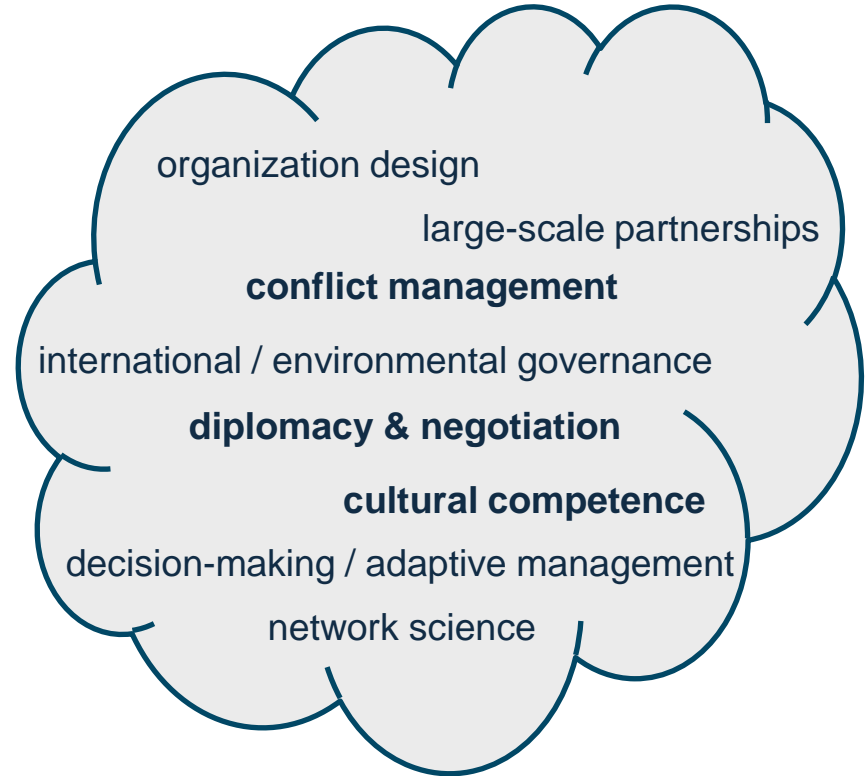 organization design
large-scale partnerships
conflict management
international / environmental governance
diplomacy & negotiation
cultural competence
decision-making / adaptive management
network science